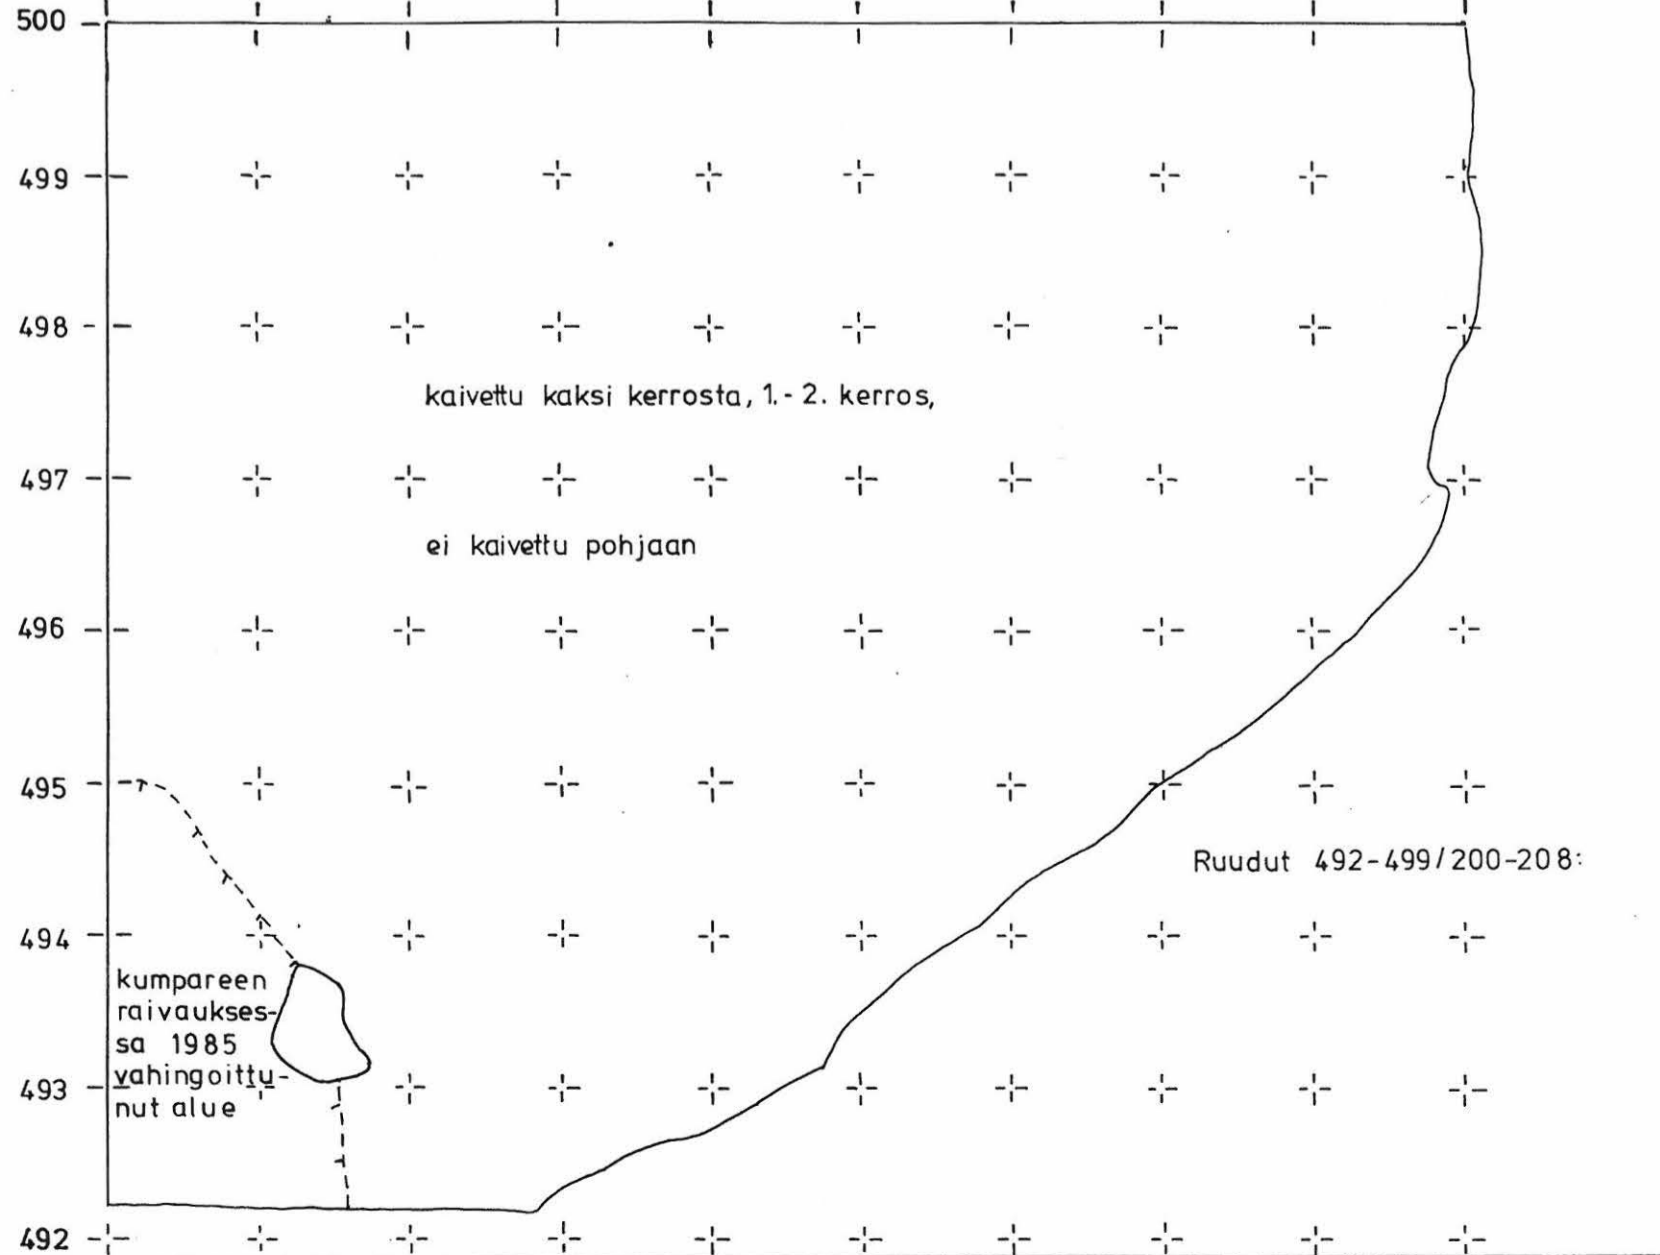 500
499
498
kaivettu kaksi kerrosta, 1.- 2. kerros,
497
ei kaivettu pohjaan
496
495
Ruudut 492-499/200-208:
494
kumpareen
raivaukses-
sa 1985
vahingoittu-
nut alue
493
492